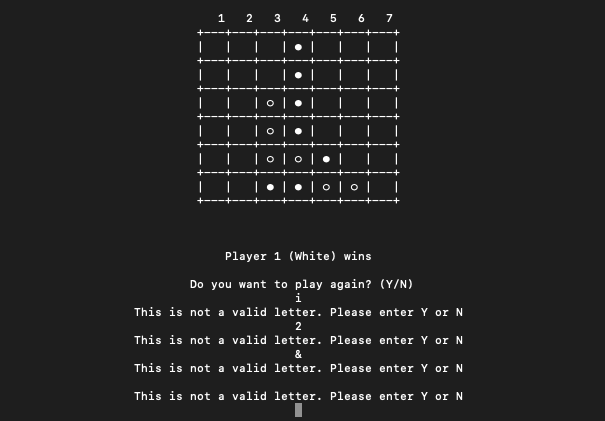 1 2 3 4 5 6 7
Player 1 (White) wins
Do you want to play again? (Y/N)
i
This is not a valid letter. Please enter Y or N
2
This is not a valid letter. Please enter Y or N
&
This is not a valid letter. Please enter Y or N
This is not a valid letter. Please enter Y or N